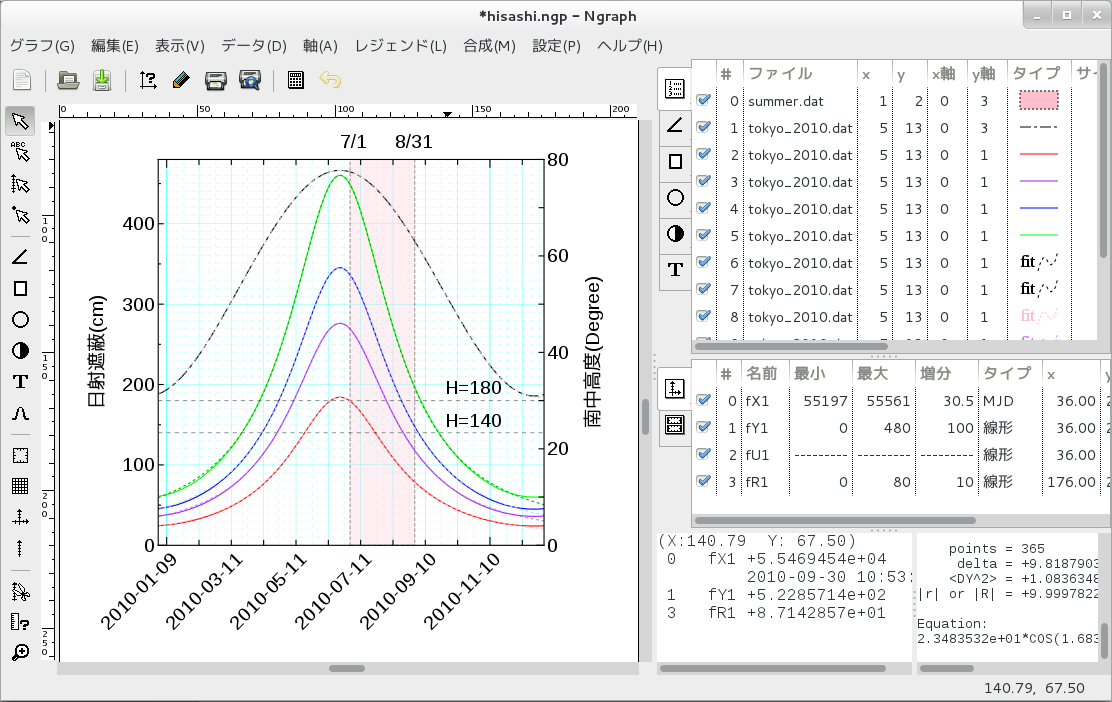 *hisashi.ngp – Ngraph
グラフ(G) 編集(E) 表示(V) データ(D) 軸(A) レジェンド(L) 合成(M) 設定(P) ヘルプ(H)
0 50 100 150 200
ABC
T
100
150
200
250
7/1 8/31
日射遮蔽(cm)
400
300
200
100
0
80
60
40
20
0
南中高度(Degree)
H=180
H=140
2010-01-09 2010-03-11 2010-05-11 2010-07-11 2010-09-10 2010-11-10
T
# ファイル x y x軸 y軸 タイプ サ
0 summer.dat 1 2 0 3
1 tokyo_2010.dat 5 13 0 3
2 tokyo_2010.dat 5 13 0 1
3 tokyo_2010.dat 5 13 0 1
4 tokyo_2010.dat 5 13 0 1
5 tokyo_2010.dat 5 13 0 1
6 tokyo_2010.dat 5 13 0 1 fit
7 tokyo_2010.dat 5 13 0 1 fit
8 tokyo_2010.dat 5 13 0 1 fit
# 名前 最小 最大 増分 タイプ x y
0 fX1 55197 55561 30.5 MJD 36.00
1 fY1 0 480 100 線形 36.00
2 fU1 -------- -------- -------- 線形 36.00
3 fR1 0 80 10 線形 176.00
(X:140.79 Y: 67.50)
0 fX1 +5.5469454e+04
2010-09-30 10:53:
1 fY1 +5.2285714e+02
3 fR1 +8.7142857e+01
points = 365
delta = +9.8187903
<DY^2> = +1.0836348
|r| or |R| = +9.9997822
Equation:
2.3483532e+01*COS(1.683
140.79, 67.50